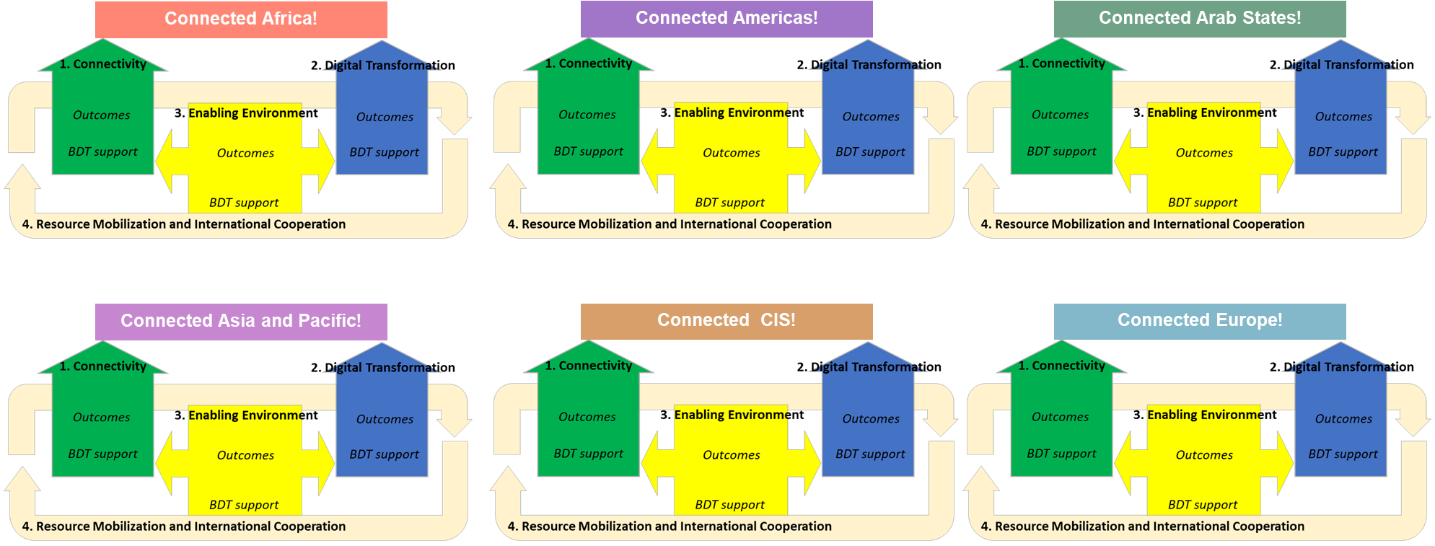 Connected Africa!
1. Connectivity
2. Digital Transformation
3. Enabling Environment
Outcomes
Outcomes
Outcomes
BDT support
BDT support
BDT support
4. Resource Mobilization and International Cooperation
Connected Americas!
1. Connectivity
2. Digital Transformation
3. Enabling Environment
Outcomes
Outcomes
Outcomes
BDT support
BDT support
BDT support
4. Resource Mobilization and International Cooperation
Connected Arab States!
1. Connectivity
2. Digital Transformation
3. Enabling Environment
Outcomes
Outcomes
Outcomes
BDT support
BDT support
BDT support
4. Resource Mobilization and International Cooperation
Connected Asia and Pacific!
1. Connectivity
2. Digital Transformation
3. Enabling Environment
Outcomes
Outcomes
Outcomes
BDT support
BDT support
BDT support
4. Resource Mobilization and International Cooperation
Connected  CIS!
1. Connectivity
2. Digital Transformation
3. Enabling Environment
Outcomes
Outcomes
Outcomes
BDT support
BDT support
BDT support
4. Resource Mobilization and International Cooperation
Connected Europe!
1. Connectivity
2. Digital Transformation
3. Enabling Environment
Outcomes
Outcomes
Outcomes
BDT support
BDT support
BDT support
4. Resource Mobilization and International Cooperation